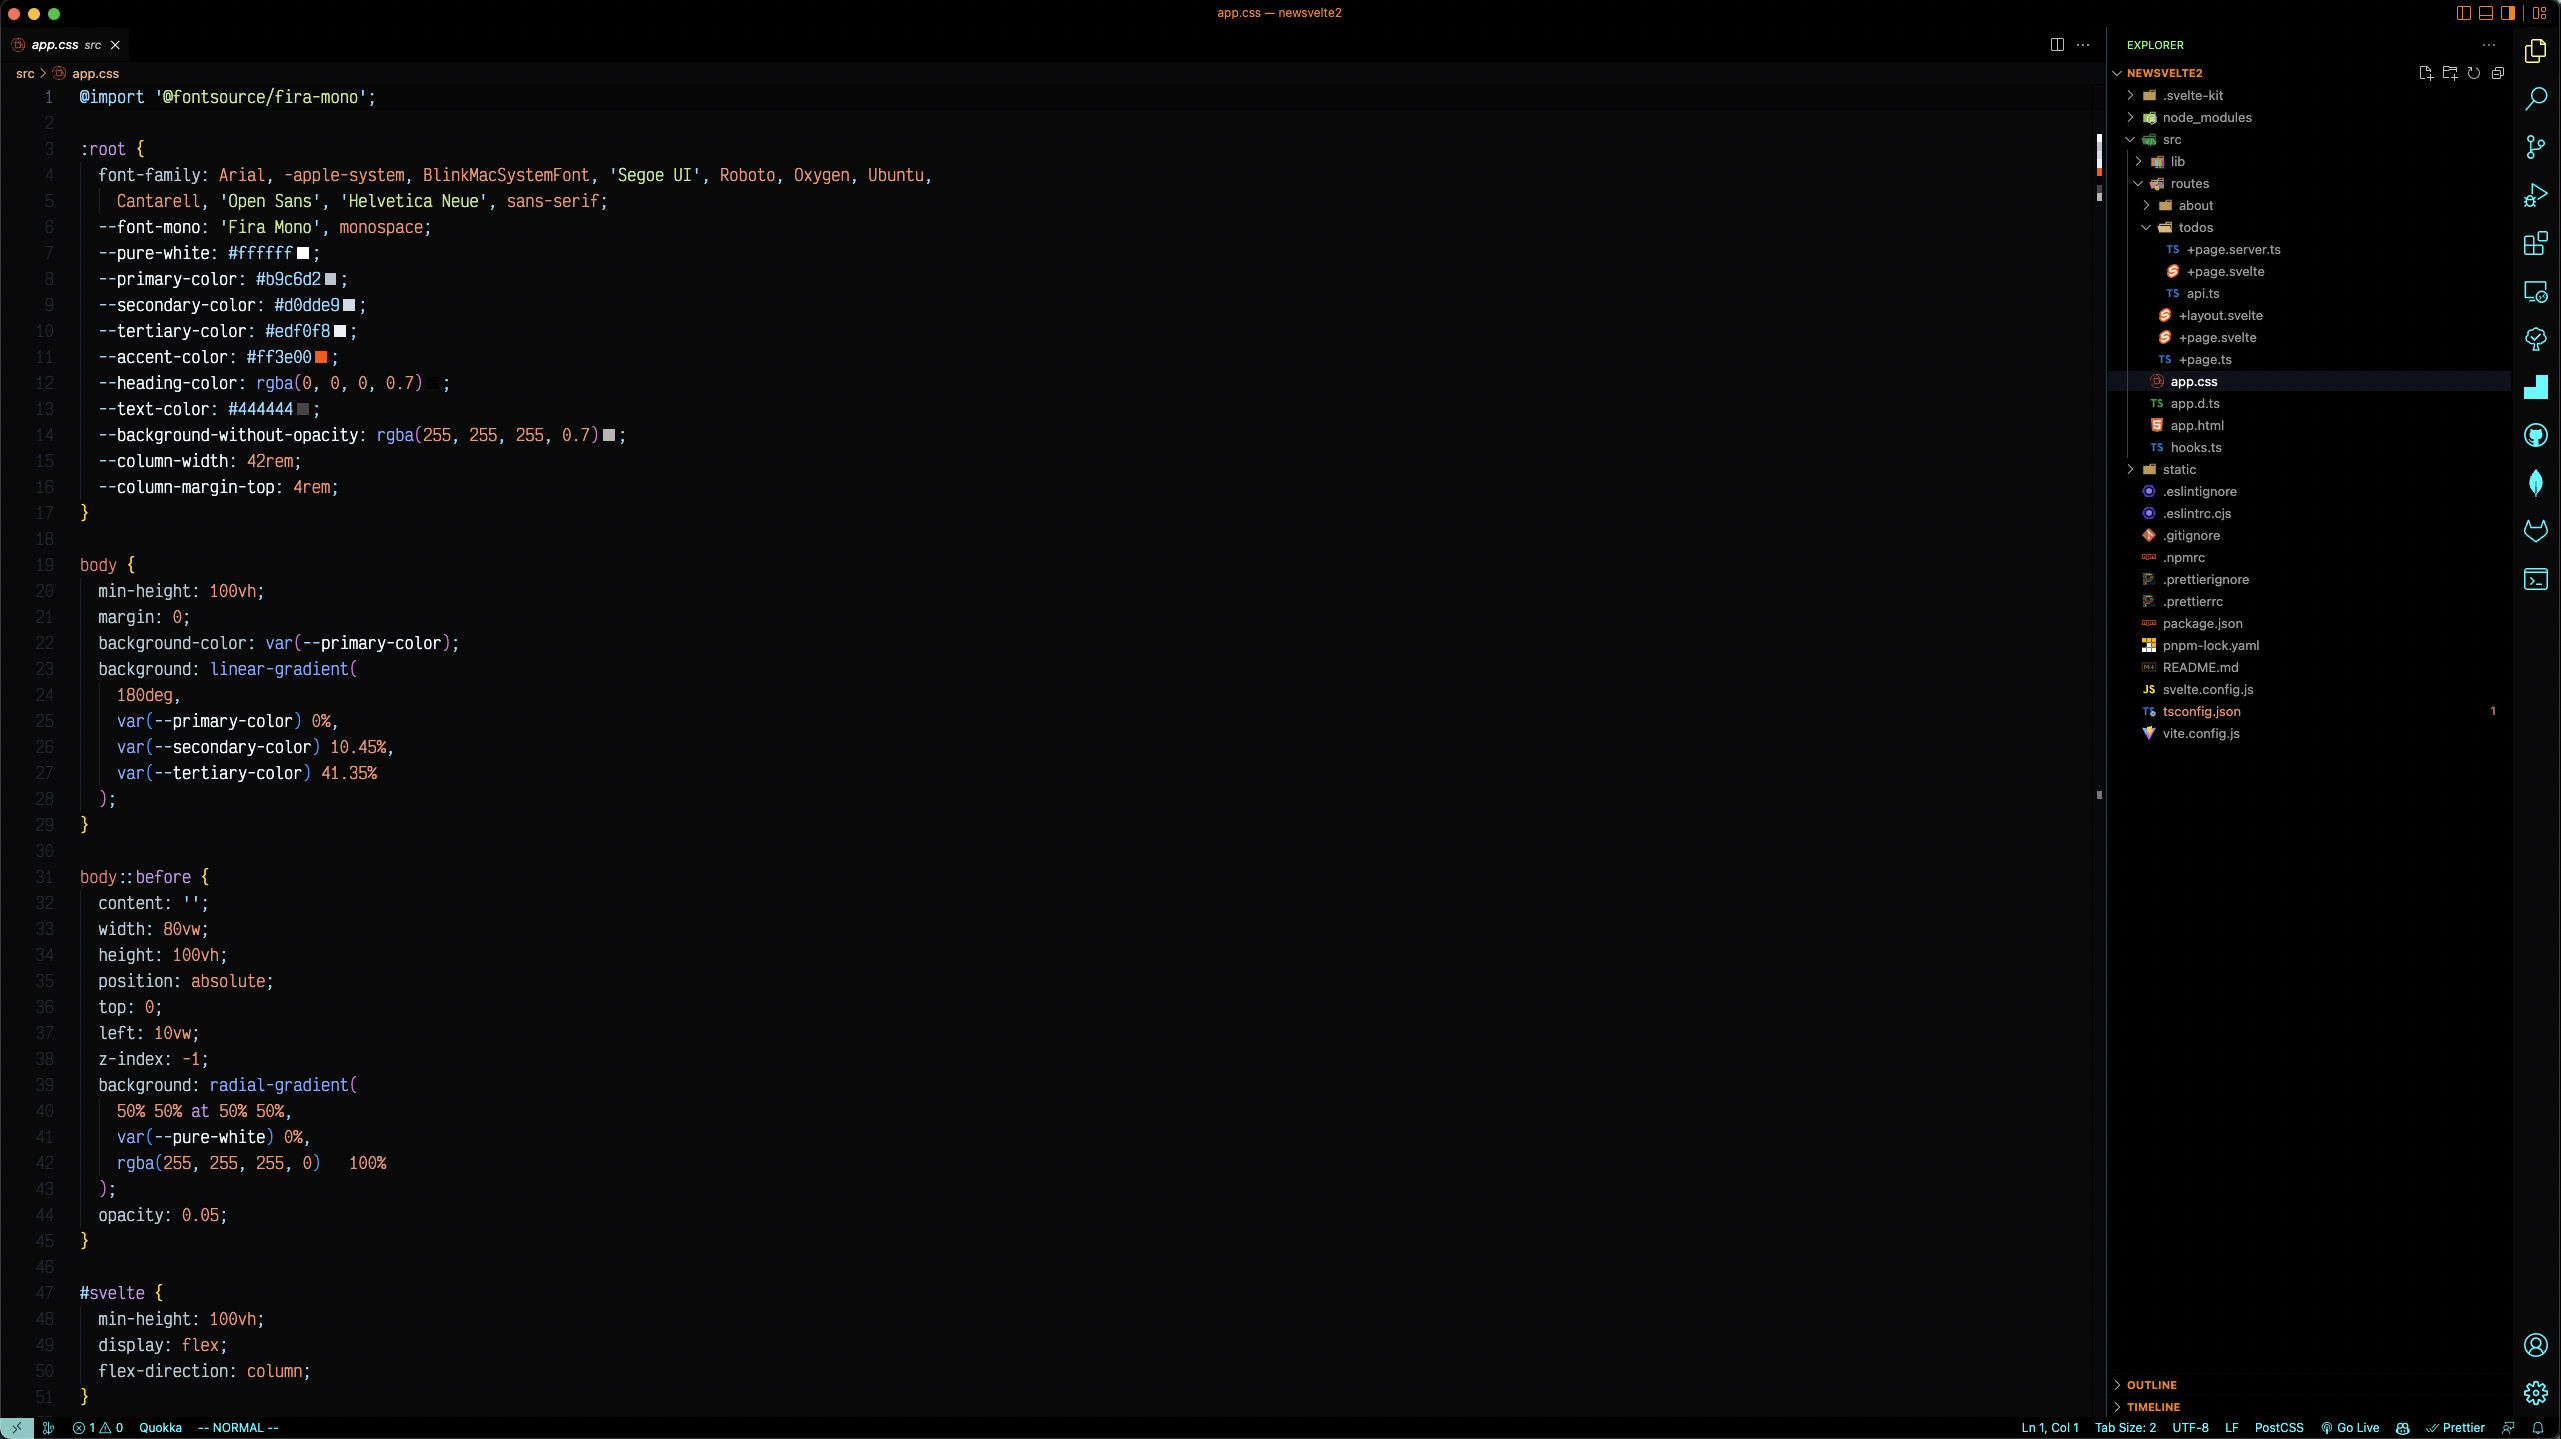 app.css — newsvelte2
app.css src
src > app.css
1 @import '@fontsource/fira-mono';
2
3 :root {
4 font-family: Arial, -apple-system, BlinkMacSystemFont, 'Segoe UI', Roboto, Oxygen, Ubuntu,
5 Cantarell, 'Open Sans', 'Helvetica Neue', sans-serif;
6 --font-mono: 'Fira Mono', monospace;
7 --pure-white: #ffffff;
8 --primary-color: #b9c6d2;
9 --secondary-color: #d0dde9;
10 --tertiary-color: #edf0f8;
11 --accent-color: #ff3e00;
12 --heading-color: rgba(0, 0, 0, 0.7);
13 --text-color: #444444;
14 --background-without-opacity: rgba(255, 255, 255, 0.7);
15 --column-width: 42rem;
16 --column-margin-top: 4rem;
17 }
18
19 body {
20 min-height: 100vh;
21 margin: 0;
22 background-color: var(--primary-color);
23 background: linear-gradient(
24 180deg,
25 var(--primary-color) 0%,
26 var(--secondary-color) 10.45%,
27 var(--tertiary-color) 41.35%
28 );
29 }
30
31 body::before {
32 content: '';
33 width: 80vw;
34 height: 100vh;
35 position: absolute;
36 top: 0;
37 left: 10vw;
38 z-index: -1;
39 background: radial-gradient(
40 50% 50% at 50% 50%,
41 var(--pure-white) 0%,
42 rgba(255, 255, 255, 0) 100%
43 );
44 opacity: 0.05;
45 }
46
47 #svelte {
48 min-height: 100vh;
49 display: flex;
50 flex-direction: column;
51 }
EXPLORER
NEWSVELTE2
.svelte-kit
node_modules
src
lib
routes
about
todos
TS +page.server.ts
+page.svelte
TS api.ts
+layout.svelte
+page.svelte
TS +page.ts
app.css
TS app.d.ts
app.html
TS hooks.ts
static
.eslintignore
.eslintrc.cjs
.gitignore
.npmrc
.prettierignore
.prettierrc
package.json
pnpm-lock.yaml
README.md
JS svelte.config.js
TS tsconfig.json 1
vite.config.js
OUTLINE
TIMELINE
1 0 Quokka -- NORMAL --
Ln 1, Col 1 Tab Size: 2 UTF-8 LF PostCSS Go Live Prettier